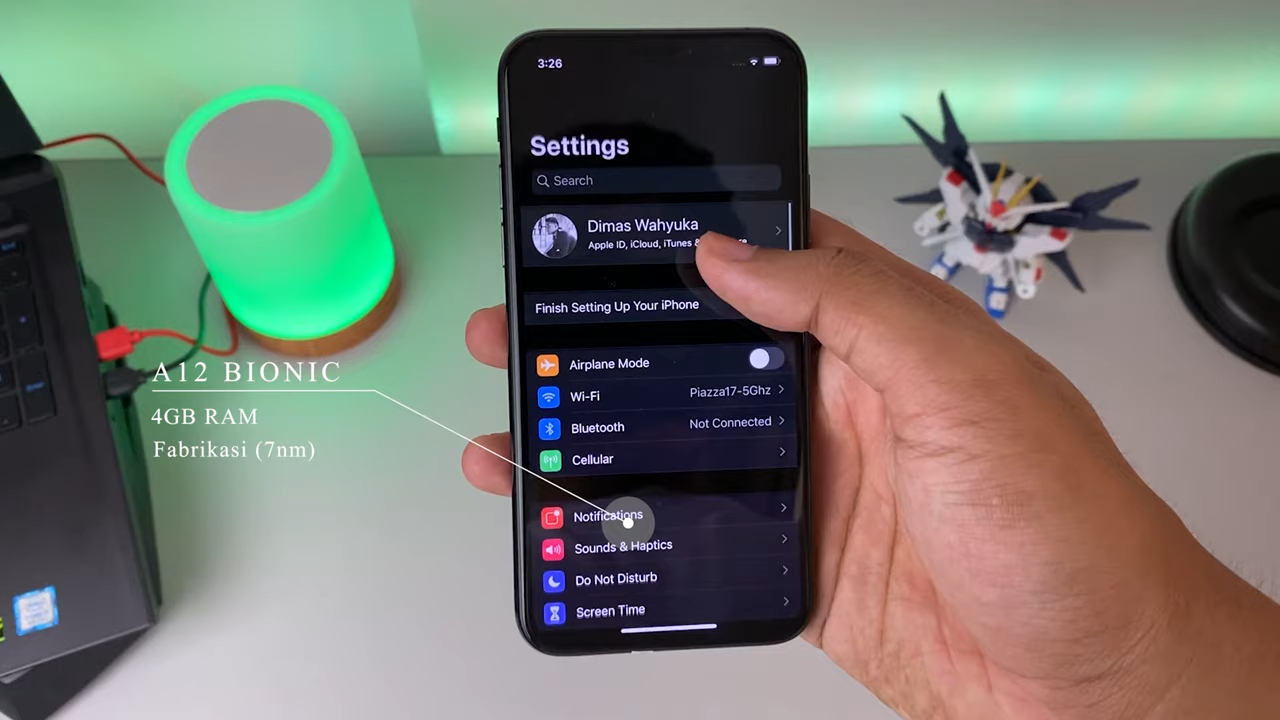 3:26
Settings
Search
Dimas Wahyuka
Apple ID, iCloud, iTunes &
Finish Setting Up Your iPhone
Airplane Mode
Wi-Fi Piazza17-5Ghz
Bluetooth Not Connected
Cellular
Notifications
Sounds & Haptics
Do Not Disturb
Screen Time
A12 BIONIC
4GB RAM
Fabrikasi (7nm)